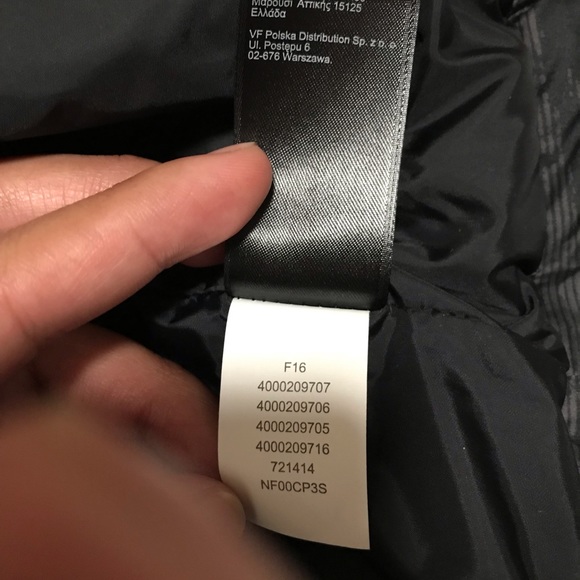 Μαρούσι Αττικής 15125
Ελλάδα
VF Polska Distribution Sp. z o. o.
Ul. Postępu 6
02-676 Warszawa.
F16
4000209707
4000209706
4000209705
4000209716
721414
NF00CP3S